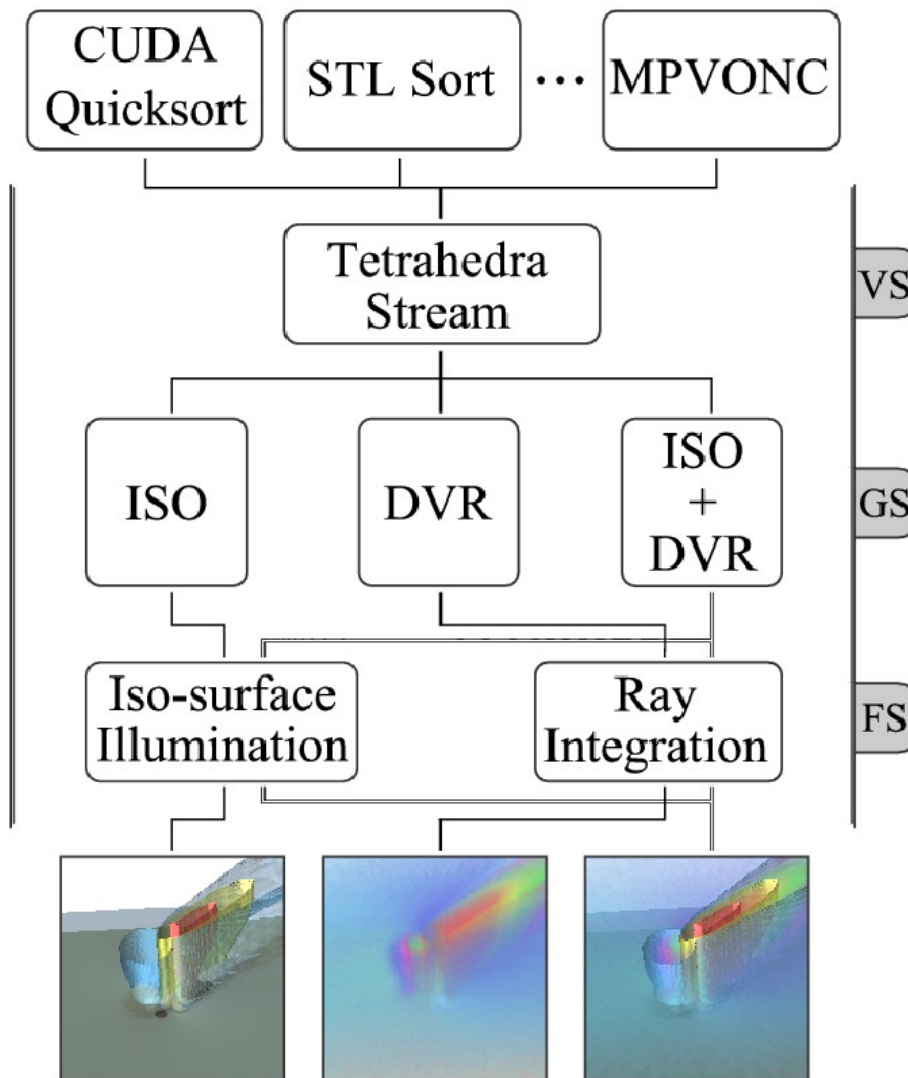 CUDA
Quicksort
STL Sort
...
MPVONC
Tetrahedra
Stream
VS
ISO
DVR
ISO
+
DVR
GS
Iso-surface
Illumination
Ray
Integration
FS